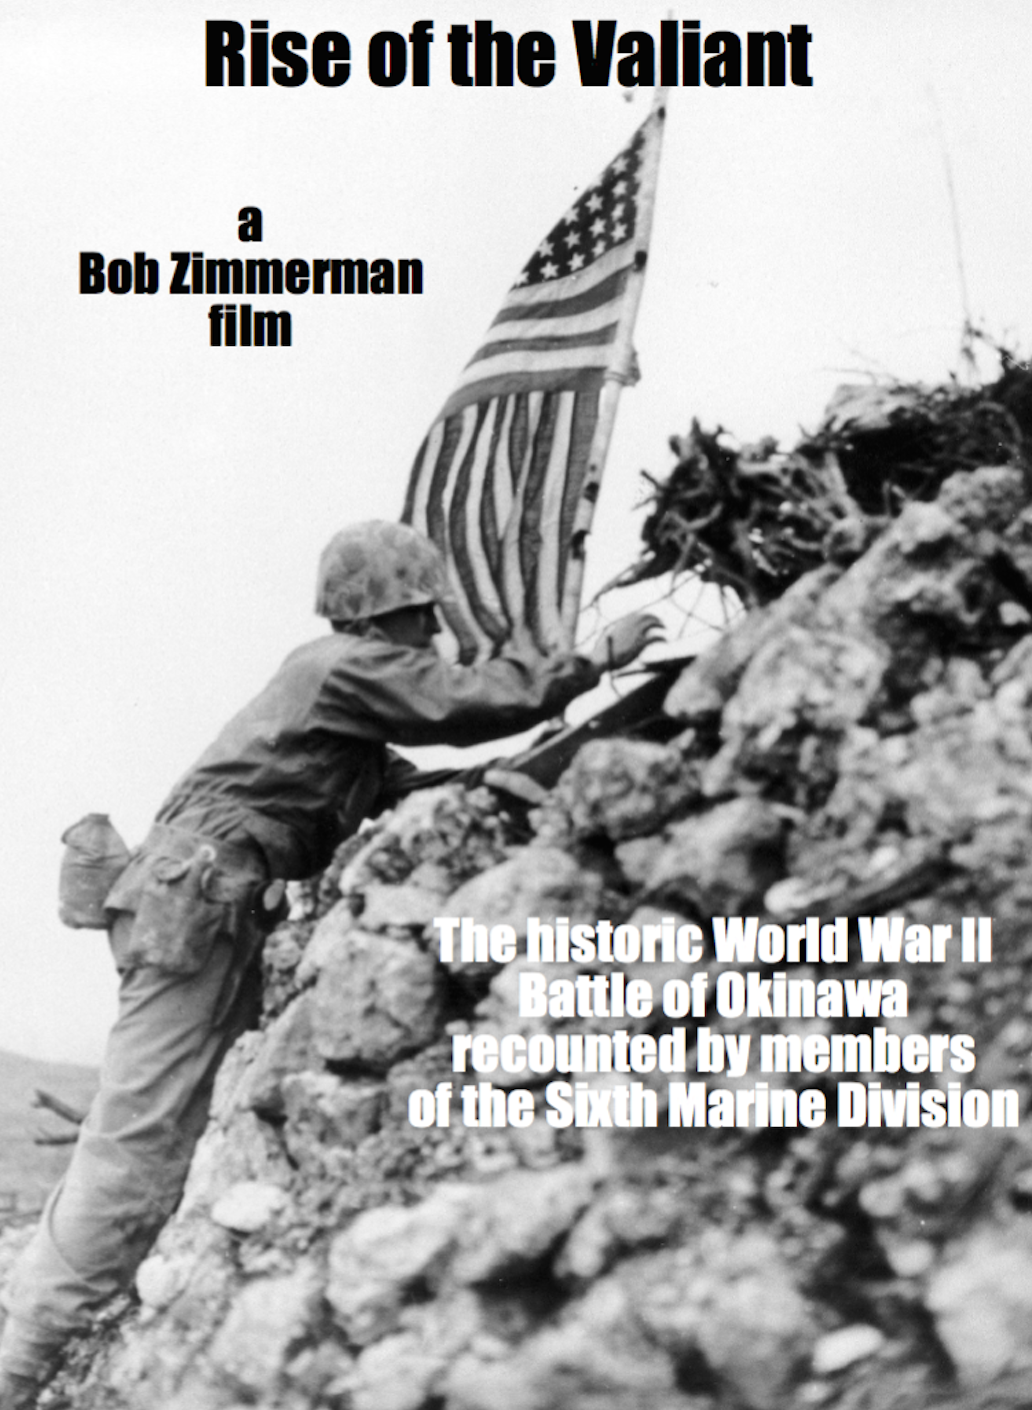 Rise of the Valiant
a
Bob Zimmerman
film
The historic World War II
Battle of Okinawa
recounted by members
of the Sixth Marine Division